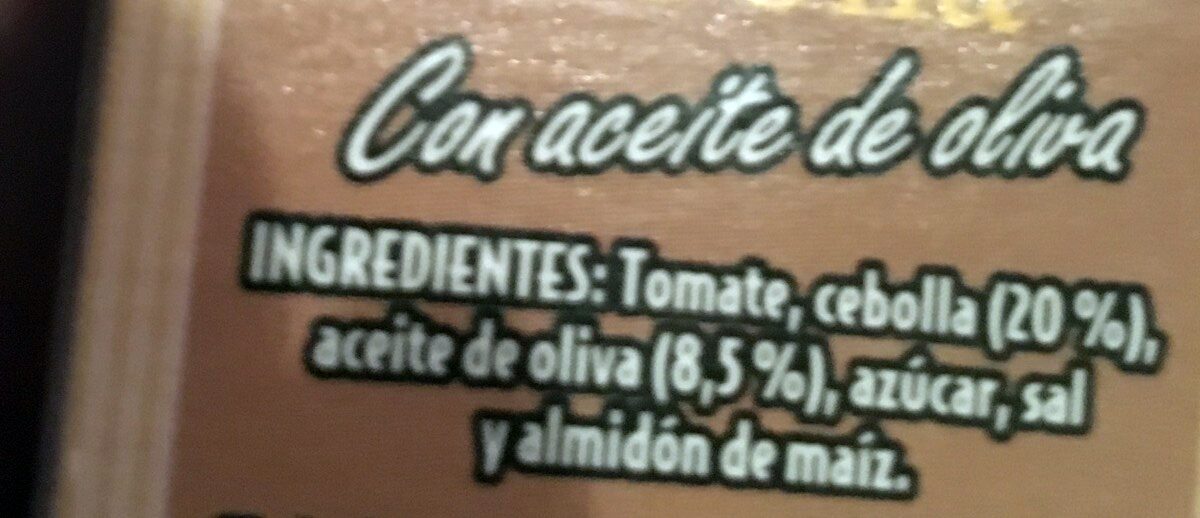 Con aceite de oliva
INGREDIENTES: Tomate, cebolla (20 %),
aceite de oliva (8,5 %), azúcar, sal
y almidón de maíz.